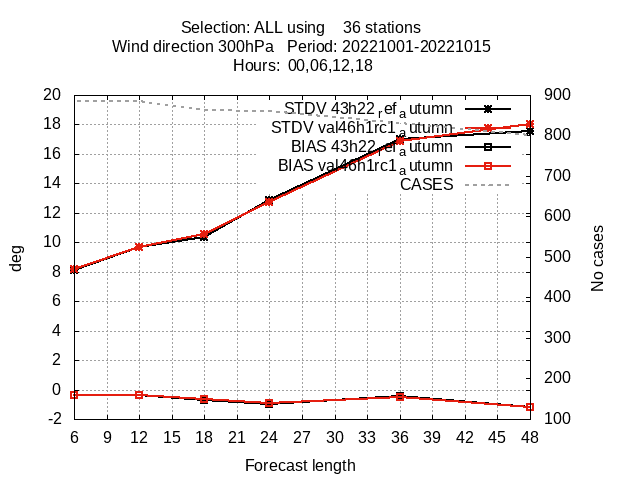 Selection: ALL using 36 stations
Wind direction 300hPa Period: 20221001-20221015
Hours: 00,06,12,18
STDV 43h22_ref_autumn
STDV val46h1rc1_autumn
BIAS 43h22_ref_autumn
BIAS val46h1rc1_autumn
CASES
20
18
16
14
12
10
8
6
4
2
0
-2
deg
900
800
700
600
500
400
300
200
100
No cases
6 9 12 15 18 21 24 27 30 33 36 39 42 45 48
Forecast length